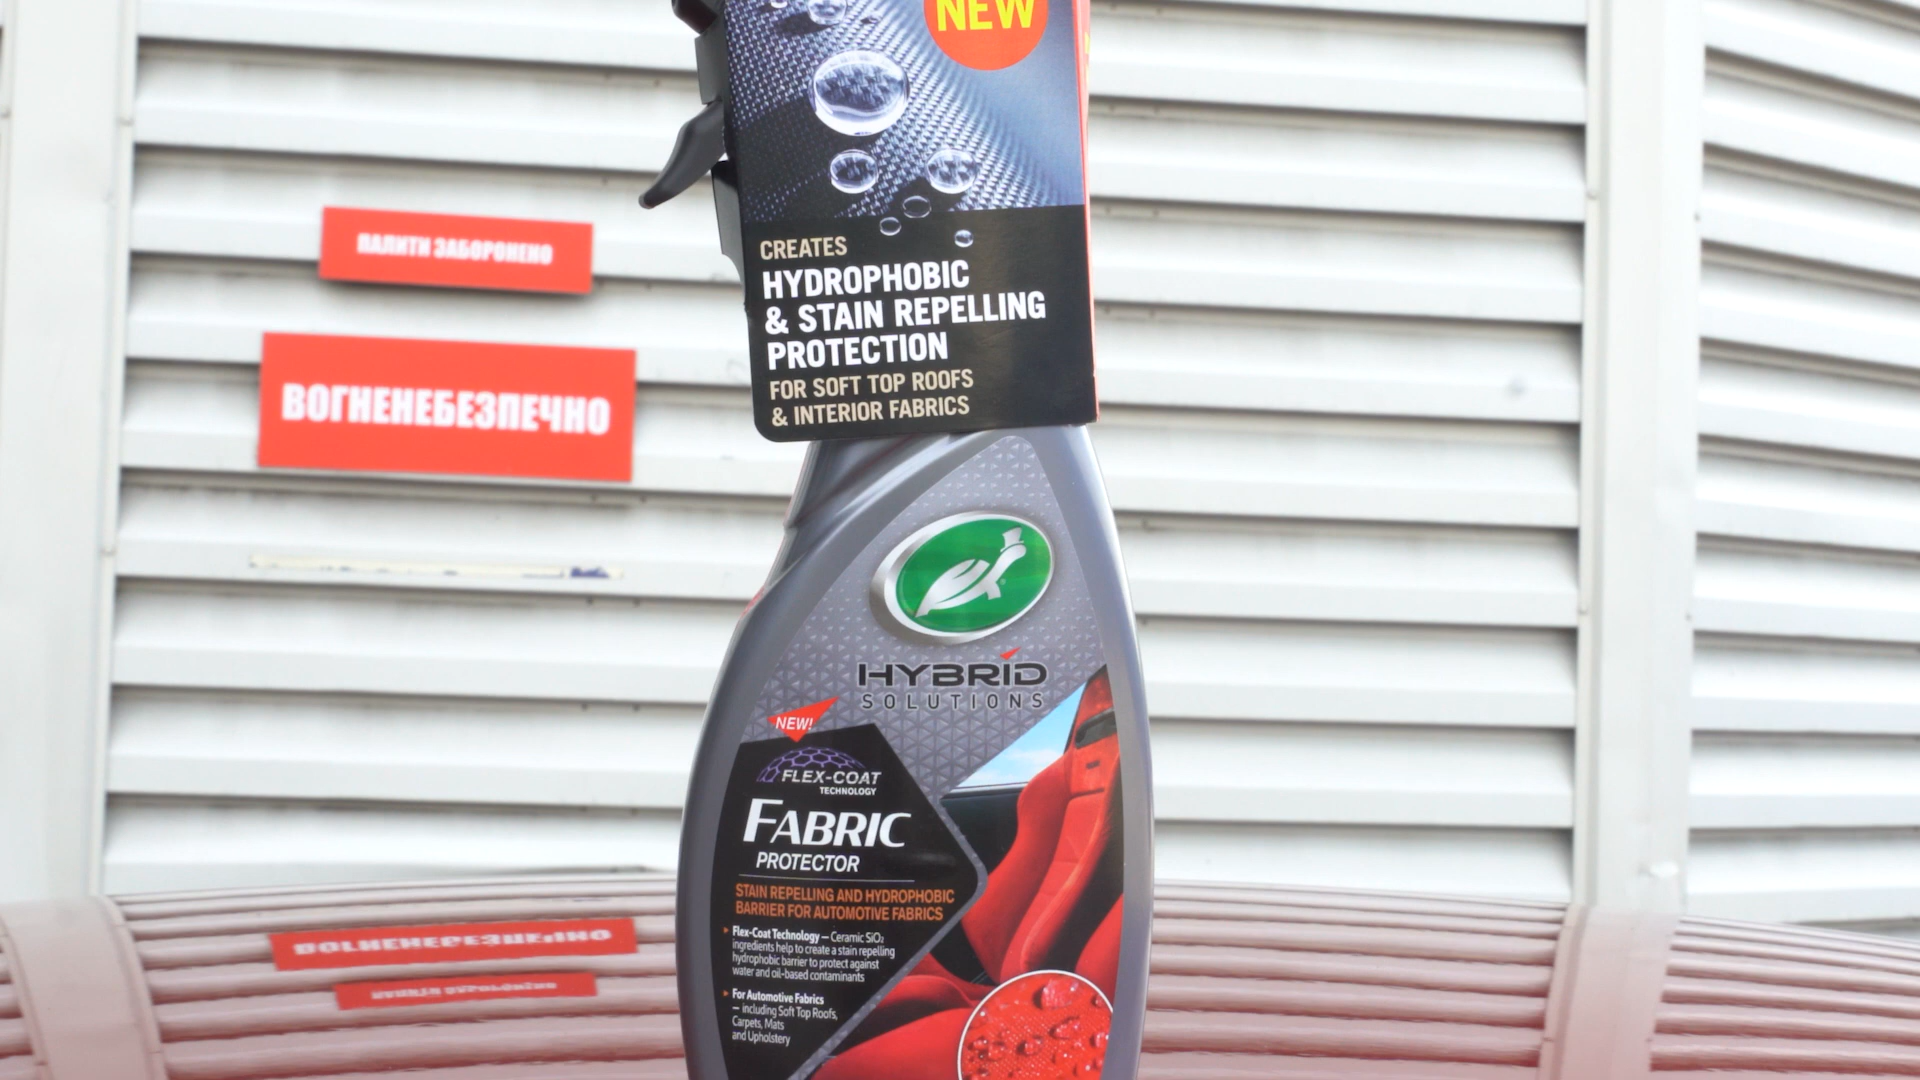 NEW
CREATES
HYDROPHOBIC
& STAIN REPELLING
PROTECTION
FOR SOFT TOP ROOFS
& INTERIOR FABRICS
ПАЛИТИ ЗАБОРОНЕНО
ВОГНЕНЕБЕЗПЕЧНО
HYBRID
SOLUTIONS
NEW!
FLEX-COAT
TECHNOLOGY
FABRIC
PROTECTOR
STAIN REPELLING AND HYDROPHOBIC
BARRIER FOR AUTOMOTIVE FABRICS
Flex-Coat Technology — Ceramic SiO₂
ingredients help to create a stain repelling
hydrophobic barrier to protect against
water and oil-based contaminants
For Automotive Fabrics
— including Soft Top Roofs,
Carpets, Mats
and Upholstery